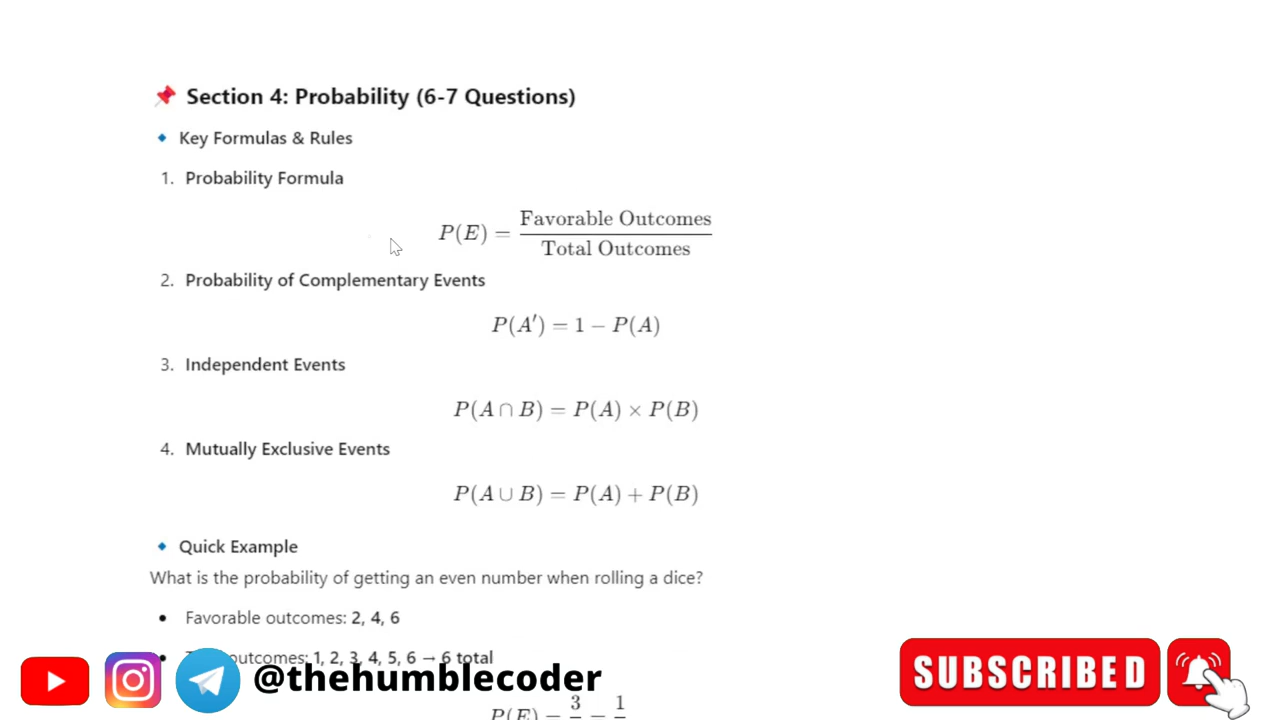 📌 Section 4: Probability (6-7 Questions)
🔹 Key Formulas & Rules
1. Probability Formula
P(E) = Favorable Outcomes / Total Outcomes
2. Probability of Complementary Events
P(A′) = 1 − P(A)
3. Independent Events
P(A ∩ B) = P(A) × P(B)
4. Mutually Exclusive Events
P(A ∪ B) = P(A) + P(B)
🔹 Quick Example
What is the probability of getting an even number when rolling a dice?
• Favorable outcomes: 2, 4, 6
• outcomes: 1, 2, 3, 4, 5, 6 → 6 total
@thehumblecoder
SUBSCRIBED
P(E) = 3 = 1